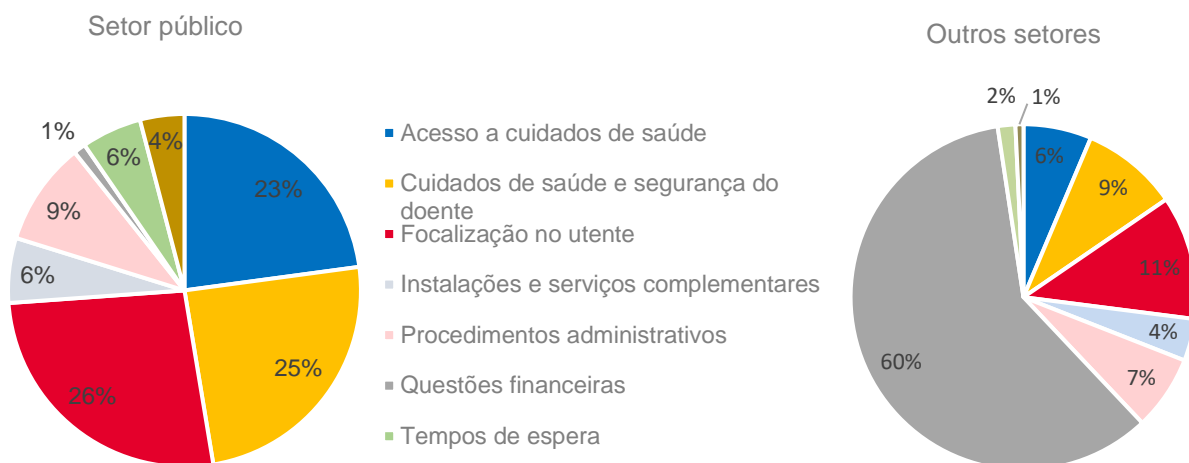 Setor público
Outros setores
1%
6%
4%
23%
9%
6%
25%
26%
Acesso a cuidados de saúde
Cuidados de saúde e segurança do
doente
Focalização no utente
Instalações e serviços complementares
Procedimentos administrativos
Questões financeiras
Tempos de espera
2%
1%
6%
9%
11%
4%
7%
60%